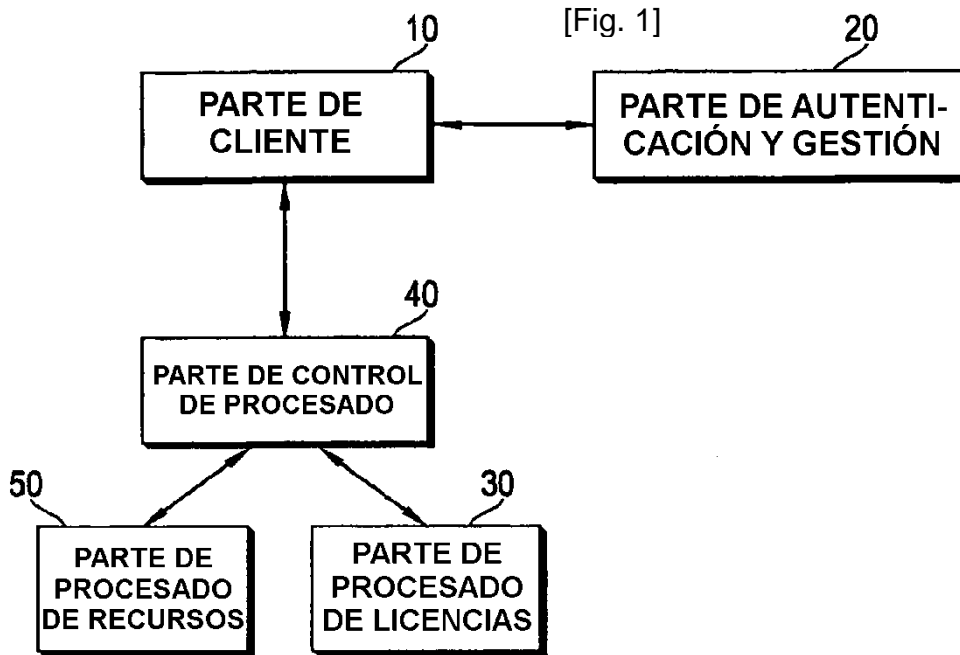 [Fig. 1]
10
PARTE DE
CLIENTE
20
PARTE DE AUTENTI-
CACIÓN Y GESTIÓN
40
PARTE DE CONTROL
DE PROCESADO
50
PARTE DE
PROCESADO
DE RECURSOS
30
PARTE DE
PROCESADO
DE LICENCIAS